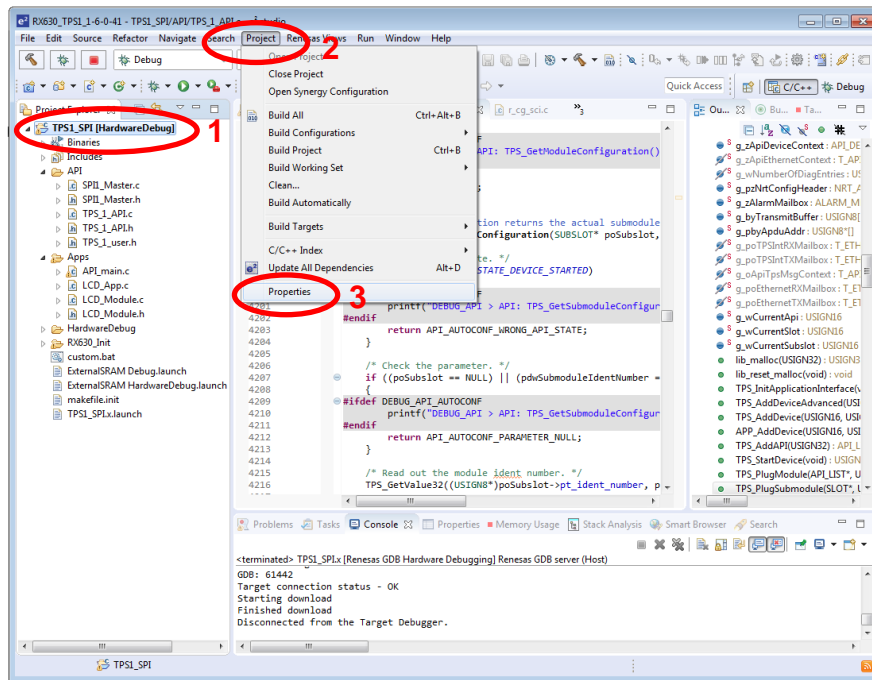 RX630_TPS1_1-6-0-41 - TPS1_SPI/API/TPS_1_API
studio
File Edit Source Refactor Navigate Search Project Renesas Views Run Window Help
2
Debug
Quick Access
C/C++
Debug
Open Project
Close Project
Open Synergy Configuration
Build All Ctrl+Alt+B
Build Configurations
Build Project Ctrl+B
Build Working Set
Clean...
Build Automatically
Build Targets
C/C++ Index
Update All Dependencies Alt+D
Properties
3
Project Explorer
TPS1_SPI [HardwareDebug]
1
Binaries
Includes
API
SPI1_Master.c
SPI1_Master.h
TPS_1_API.c
TPS_1_API.h
TPS_1_user.h
Apps
API_main.c
LCD_App.c
LCD_Module.c
LCD_Module.h
HardwareDebug
RX630_Init
custom.bat
ExternalSRAM Debug.launch
ExternalSRAM HardwareDebug.launch
makefile.init
TPS1_SPI.x.launch
r_cg_sci.c
3
API: TPS_GetModuleConfiguration()
tion returns the actual submodule
Configuration(SUBSLOT* poSubslot,
te. */
STATE_DEVICE_STARTED)
4201 printf("DEBUG_API > API: TPS_GetSubmoduleConfigur
4202 #endif
4203 return API_AUTOCONF_WRONG_API_STATE;
4204 }
4205
4206 /* Check the parameter. */
4207 if ((poSubslot == NULL) || (pdwSubmoduleIdentNumber =
4208 {
4209 #ifdef DEBUG_API_AUTOCONF
4210 printf("DEBUG_API > API: TPS_GetSubmoduleConfigur
4211 #endif
4212 return API_AUTOCONF_PARAMETER_NULL;
4213 }
4214
4215 /* Read out the module ident number. */
4216 TPS_GetValue32((USIGN8*)poSubslot->pt_ident_number, p
Ou... Bu... Ta...
g_zApiDeviceContext : API_DE
g_zApiEthernetContext : T_AP
g_wNumberOfDiagEntries : US
g_pzNrtConfigHeader : NRT_A
g_zAlarmMailbox : ALARM_M
g_byTransmitBuffer : USIGN8[
g_pbyApduAddr : USIGN8*[]
g_poTPSIntRXMailbox : T_ETH
g_poTPSIntTXMailbox : T_ETH
g_oApiTpsMsgContext : T_AP
g_poEthernetRXMailbox : T_ET
g_poEthernetTXMailbox : T_ET
g_wCurrentApi : USIGN16
g_wCurrentSlot : USIGN16
g_wCurrentSubslot : USIGN16
lib_malloc(USIGN32) : USIGN3
lib_reset_malloc(void) : void
TPS_InitApplicationInterface(v
TPS_AddDeviceAdvanced(USI
TPS_AddDevice(USIGN16, USI
APP_AddDevice(USIGN16, USI
TPS_AddAPI(USIGN32) : API_L
TPS_StartDevice(void) : USIGN
TPS_PlugModule(API_LIST*, U
TPS_PlugSubmodule(SLOT*, U
Problems Tasks Console Properties Memory Usage Stack Analysis Smart Browser Search
<terminated> TPS1_SPI.x [Renesas GDB Hardware Debugging] Renesas GDB server (Host)
GDB: 61442
Target connection status - OK
Starting download
Finished download
Disconnected from the Target Debugger.
TPS1_SPI